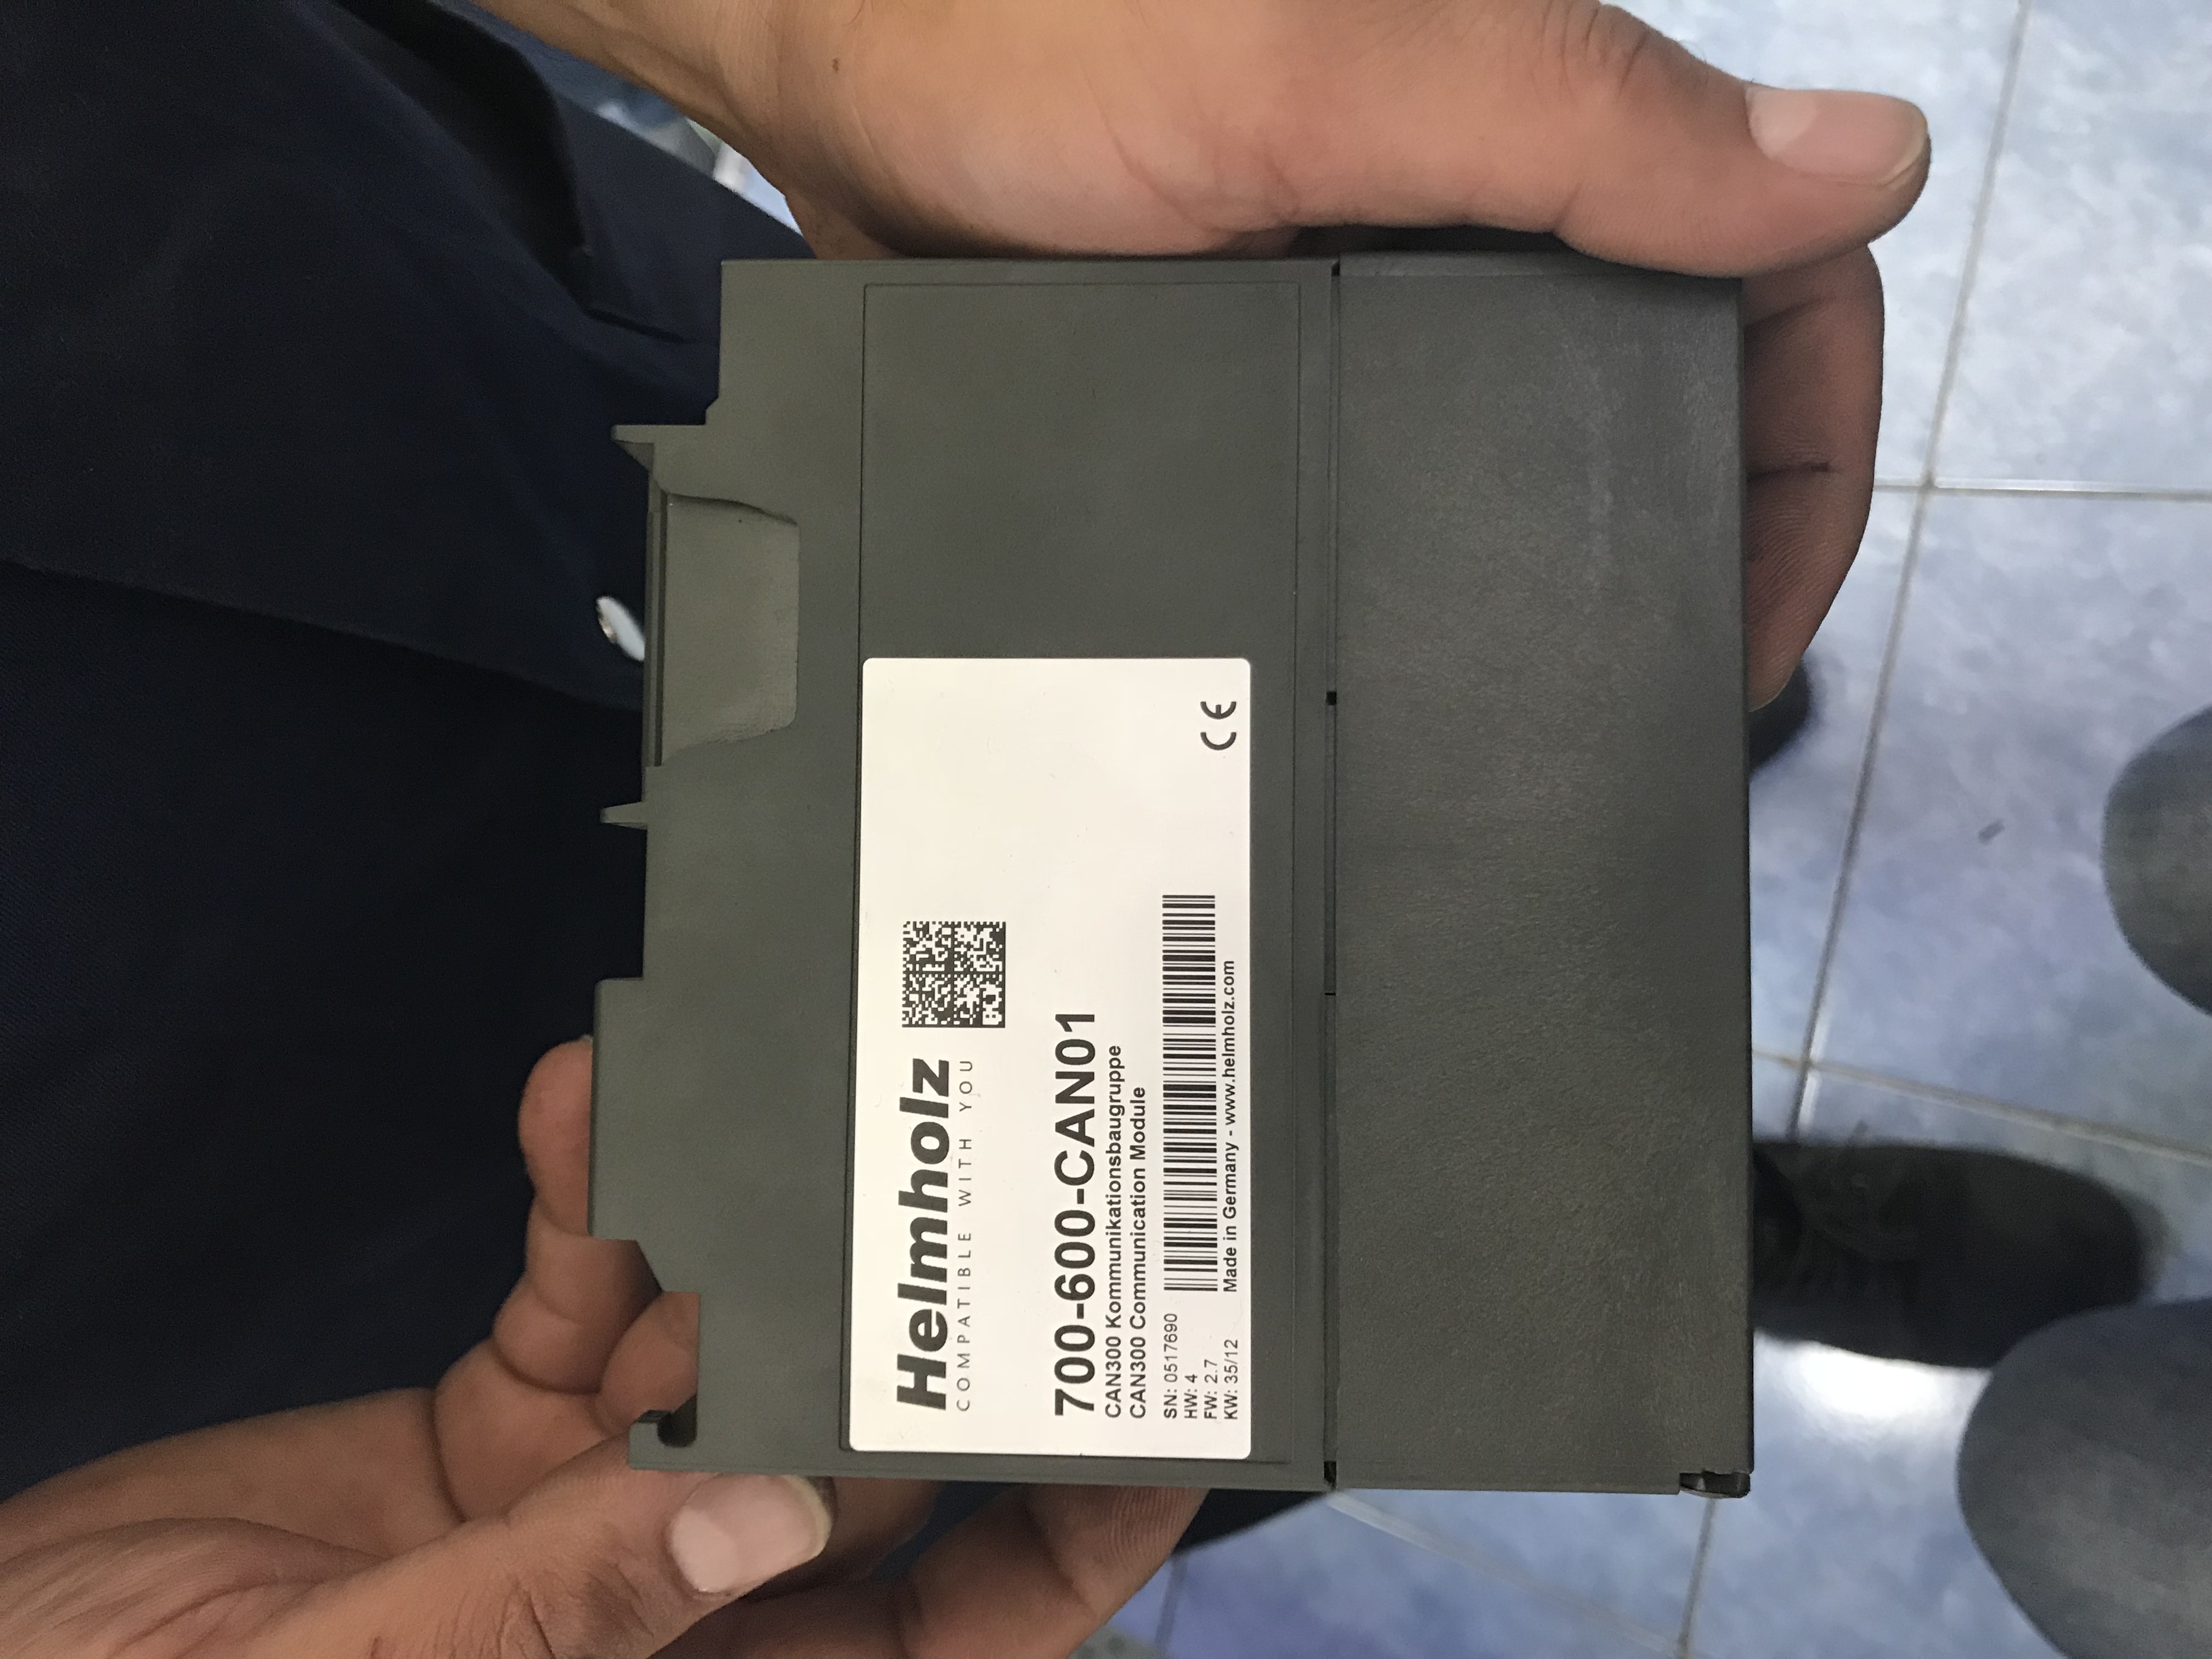 Helmholz
COMPATIBLE WITH YOU
700-600-CAN01
CAN300 Kommunikationsbaugruppe
CAN300 Communication Module
SN: 0517690
HW: 4
FW: 2.7
KW: 35/12
Made in Germany - www.helmholz.com
CE